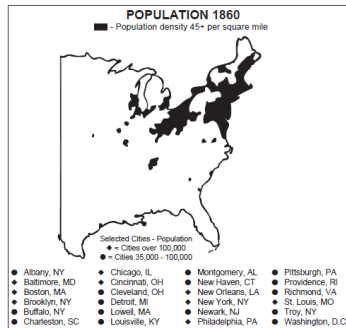 POPULATION 1860
- Population density 45+ per square mile
Selected Cities - Population
◆ = Cities over 100,000
● = Cities 35,000 - 100,000
● Albany, NY
◆ Baltimore, MD
◆ Boston, MA
◆ Brooklyn, NY
● Buffalo, NY
● Charleston, SC
◆ Chicago, IL
◆ Cincinnati, OH
● Cleveland, OH
● Detroit, MI
● Lowell, MA
● Louisville, KY
● Montgomery, AL
● New Haven, CT
◆ New Orleans, LA
◆ New York, NY
● Newark, NJ
◆ Philadelphia, PA
● Pittsburgh, PA
● Providence, RI
● Richmond, VA
◆ St. Louis, MO
● Troy, NY
● Washington, D.C